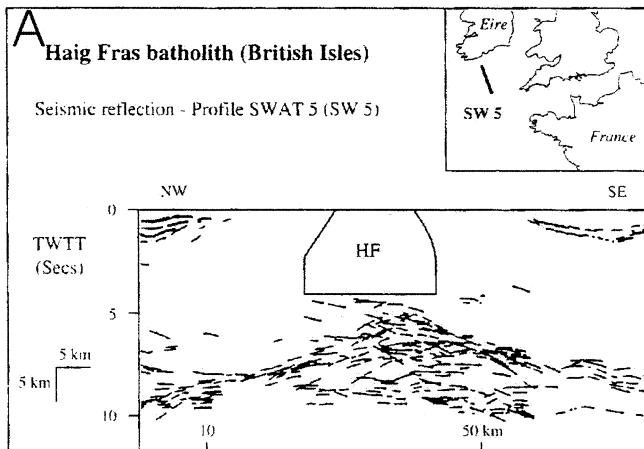 A
Haig Fras batholith (British Isles)
Seismic reflection - Profile SWAT 5 (SW 5)
Eire
SW 5
France
NW
SE
0
TWTT
(Secs)
HF
5
5 km
5 km
10
10
50 km